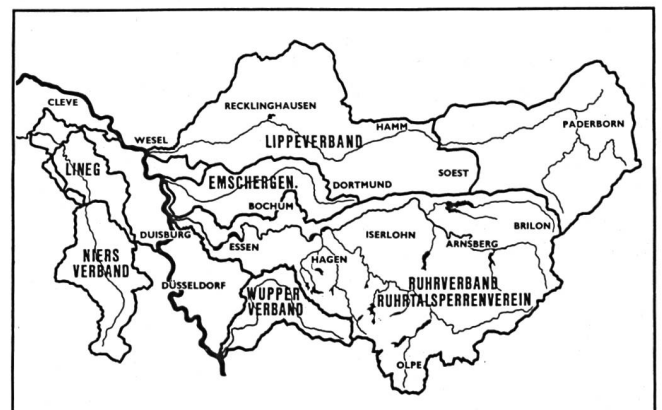 CLEVE
RECKLINGHAUSEN
HAMM
PADERBORN
WESEL
LIPPEVERBAND
LINEG
EMSCHERGEN.
DORTMUND
SOEST
BOCHUM
BRILON
DUISBURG
ESSEN
ISERLOHN
ARNSBERG
NIERS
VERBAND
HAGEN
DÜSSELDORF
WUPPER
VERBAND
RUHRVERBAND
RUHRTALSPERRENVEREIN
OLPE